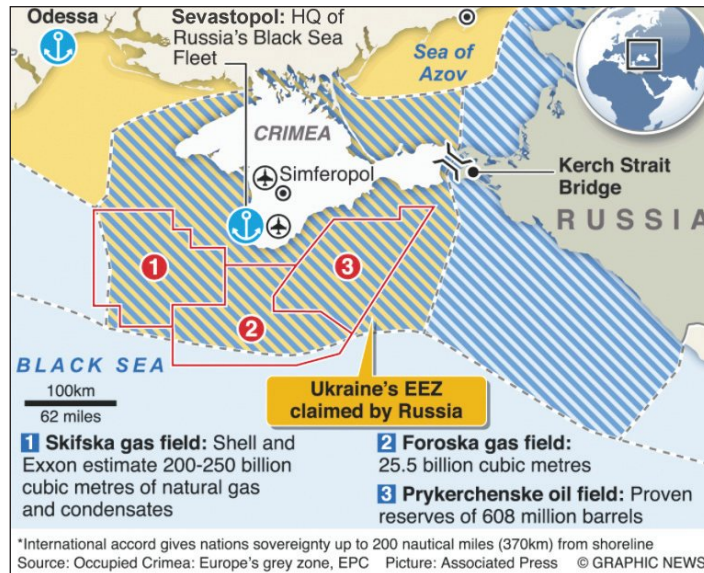 Odessa
Sevastopol: HQ of
Russia's Black Sea
Fleet
Sea of
Azov
CRIMEA
Simferopol
Kerch Strait
Bridge
RUSSIA
1
3
2
BLACK SEA
100km
62 miles
Ukraine's EEZ
claimed by Russia
1 Skifska gas field: Shell and
Exxon estimate 200-250 billion
cubic metres of natural gas
and condensates
2 Foroska gas field:
25.5 billion cubic metres
3 Prykerchenske oil field: Proven
reserves of 608 million barrels
*International accord gives nations sovereignty up to 200 nautical miles (370km) from shoreline
Source: Occupied Crimea: Europe's grey zone, EPC Picture: Associated Press © GRAPHIC NEWS